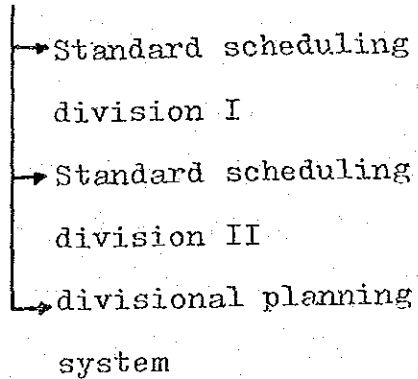 Standard scheduling
division I
Standard scheduling
division II
divisional planning
system